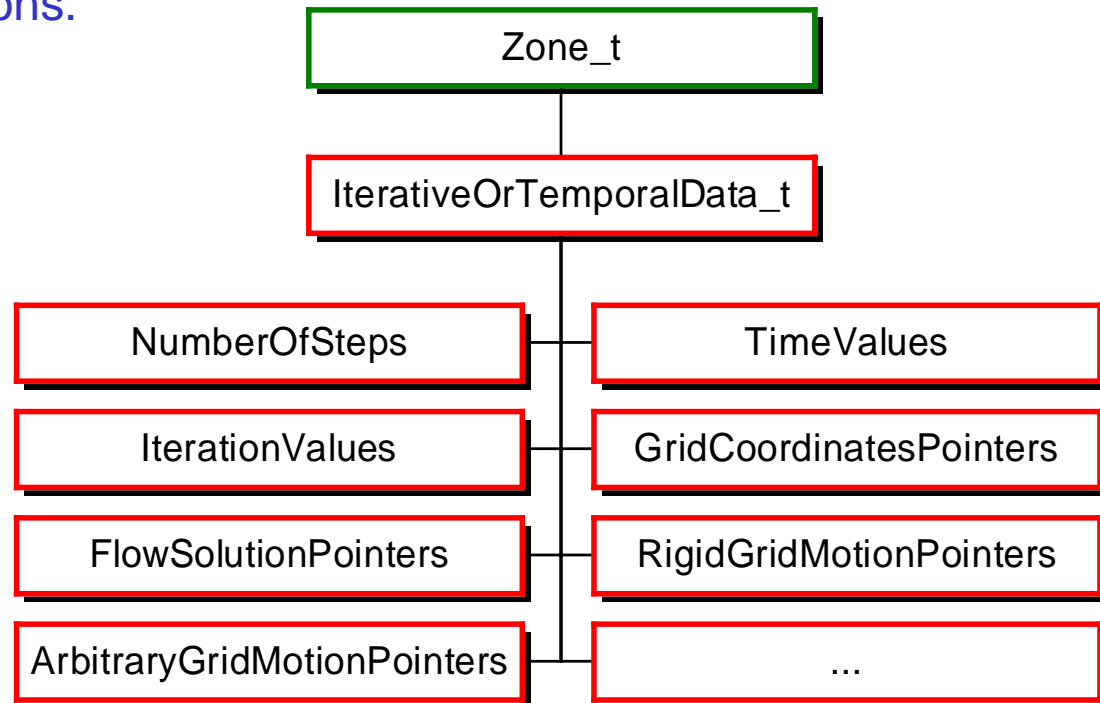 ons.
Zone_t
IterativeOrTemporalData_t
NumberOfSteps
TimeValues
IterationValues
GridCoordinatesPointers
FlowSolutionPointers
RigidGridMotionPointers
ArbitraryGridMotionPointers
...